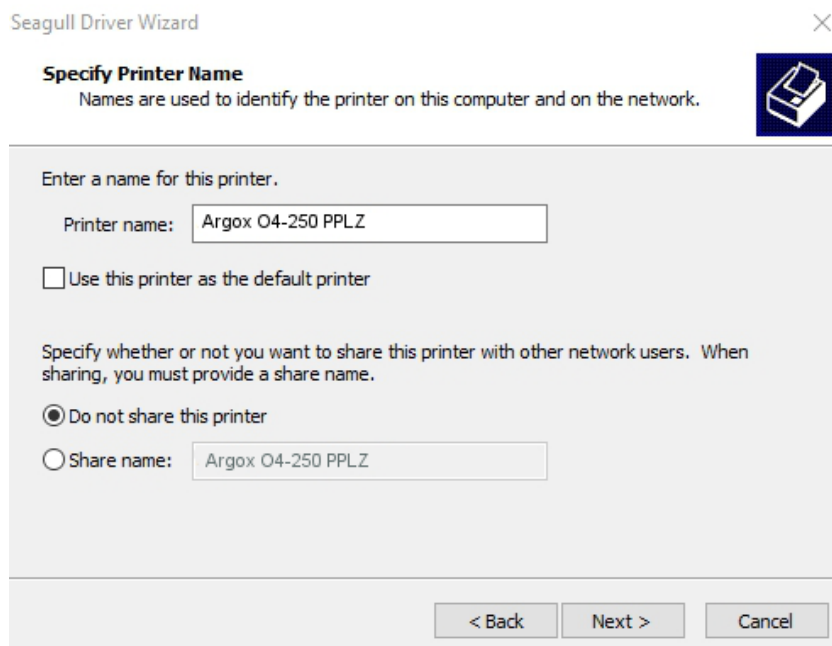 Seagull Driver Wizard
Specify Printer Name
Names are used to identify the printer on this computer and on the network.
Enter a name for this printer.
Printer name: Argox O4-250 PPLZ
Use this printer as the default printer
Specify whether or not you want to share this printer with other network users.  When
sharing, you must provide a share name.
Do not share this printer
Share name: Argox O4-250 PPLZ
< Back Next > Cancel